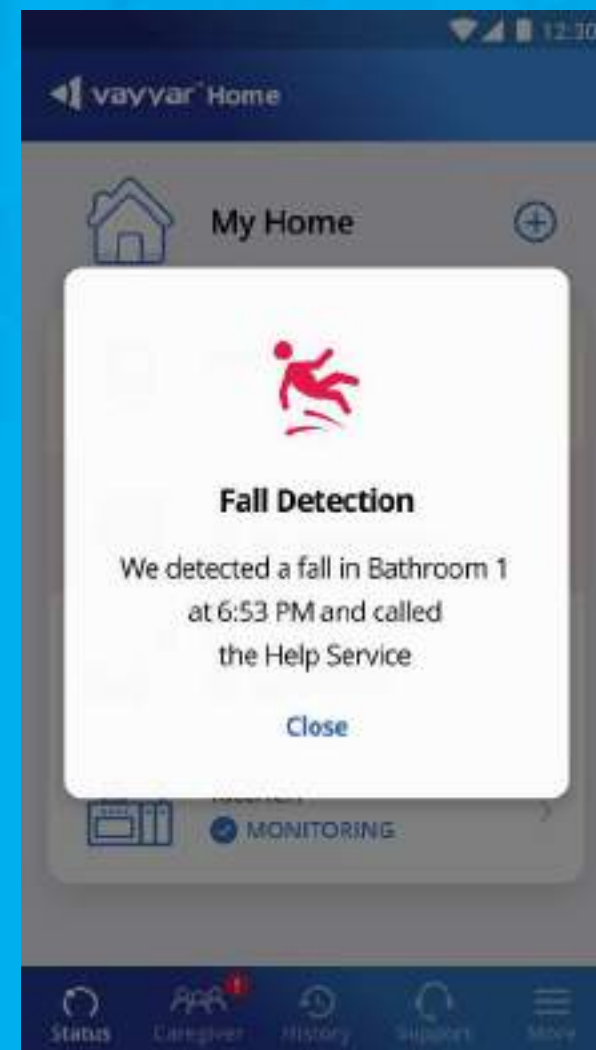 12:30
vayyar Home
My Home
Fall Detection
We detected a fall in Bathroom 1
at 6:53 PM and called
the Help Service
Close
MONITORING
1
Status
Caregiver
History
Support
More